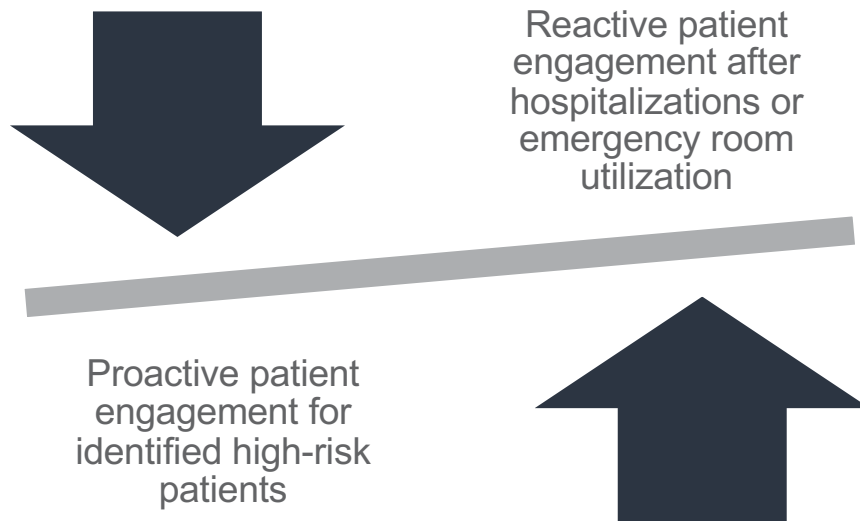 Reactive patient
engagement after
hospitalizations or
emergency room
utilization
Proactive patient
engagement for
identified high-risk
patients